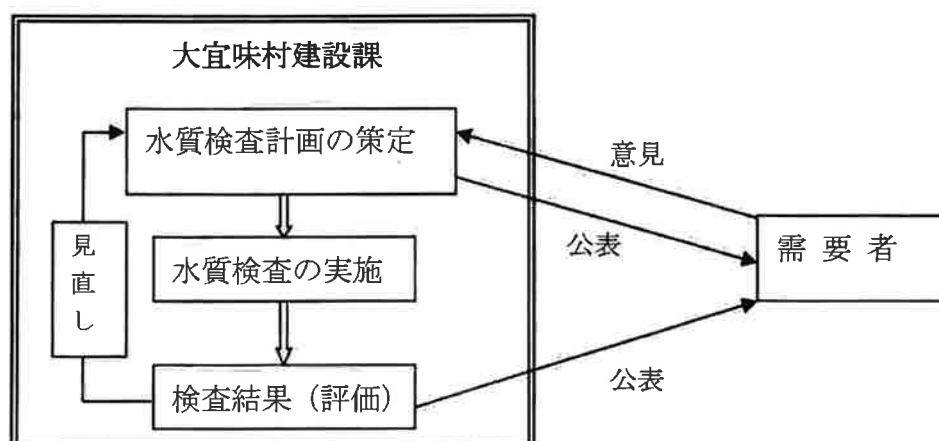 大宜味村建設課
水質検査計画の策定
意見
公表
見直し
水質検査の実施
需要者
検査結果（評価）
公表